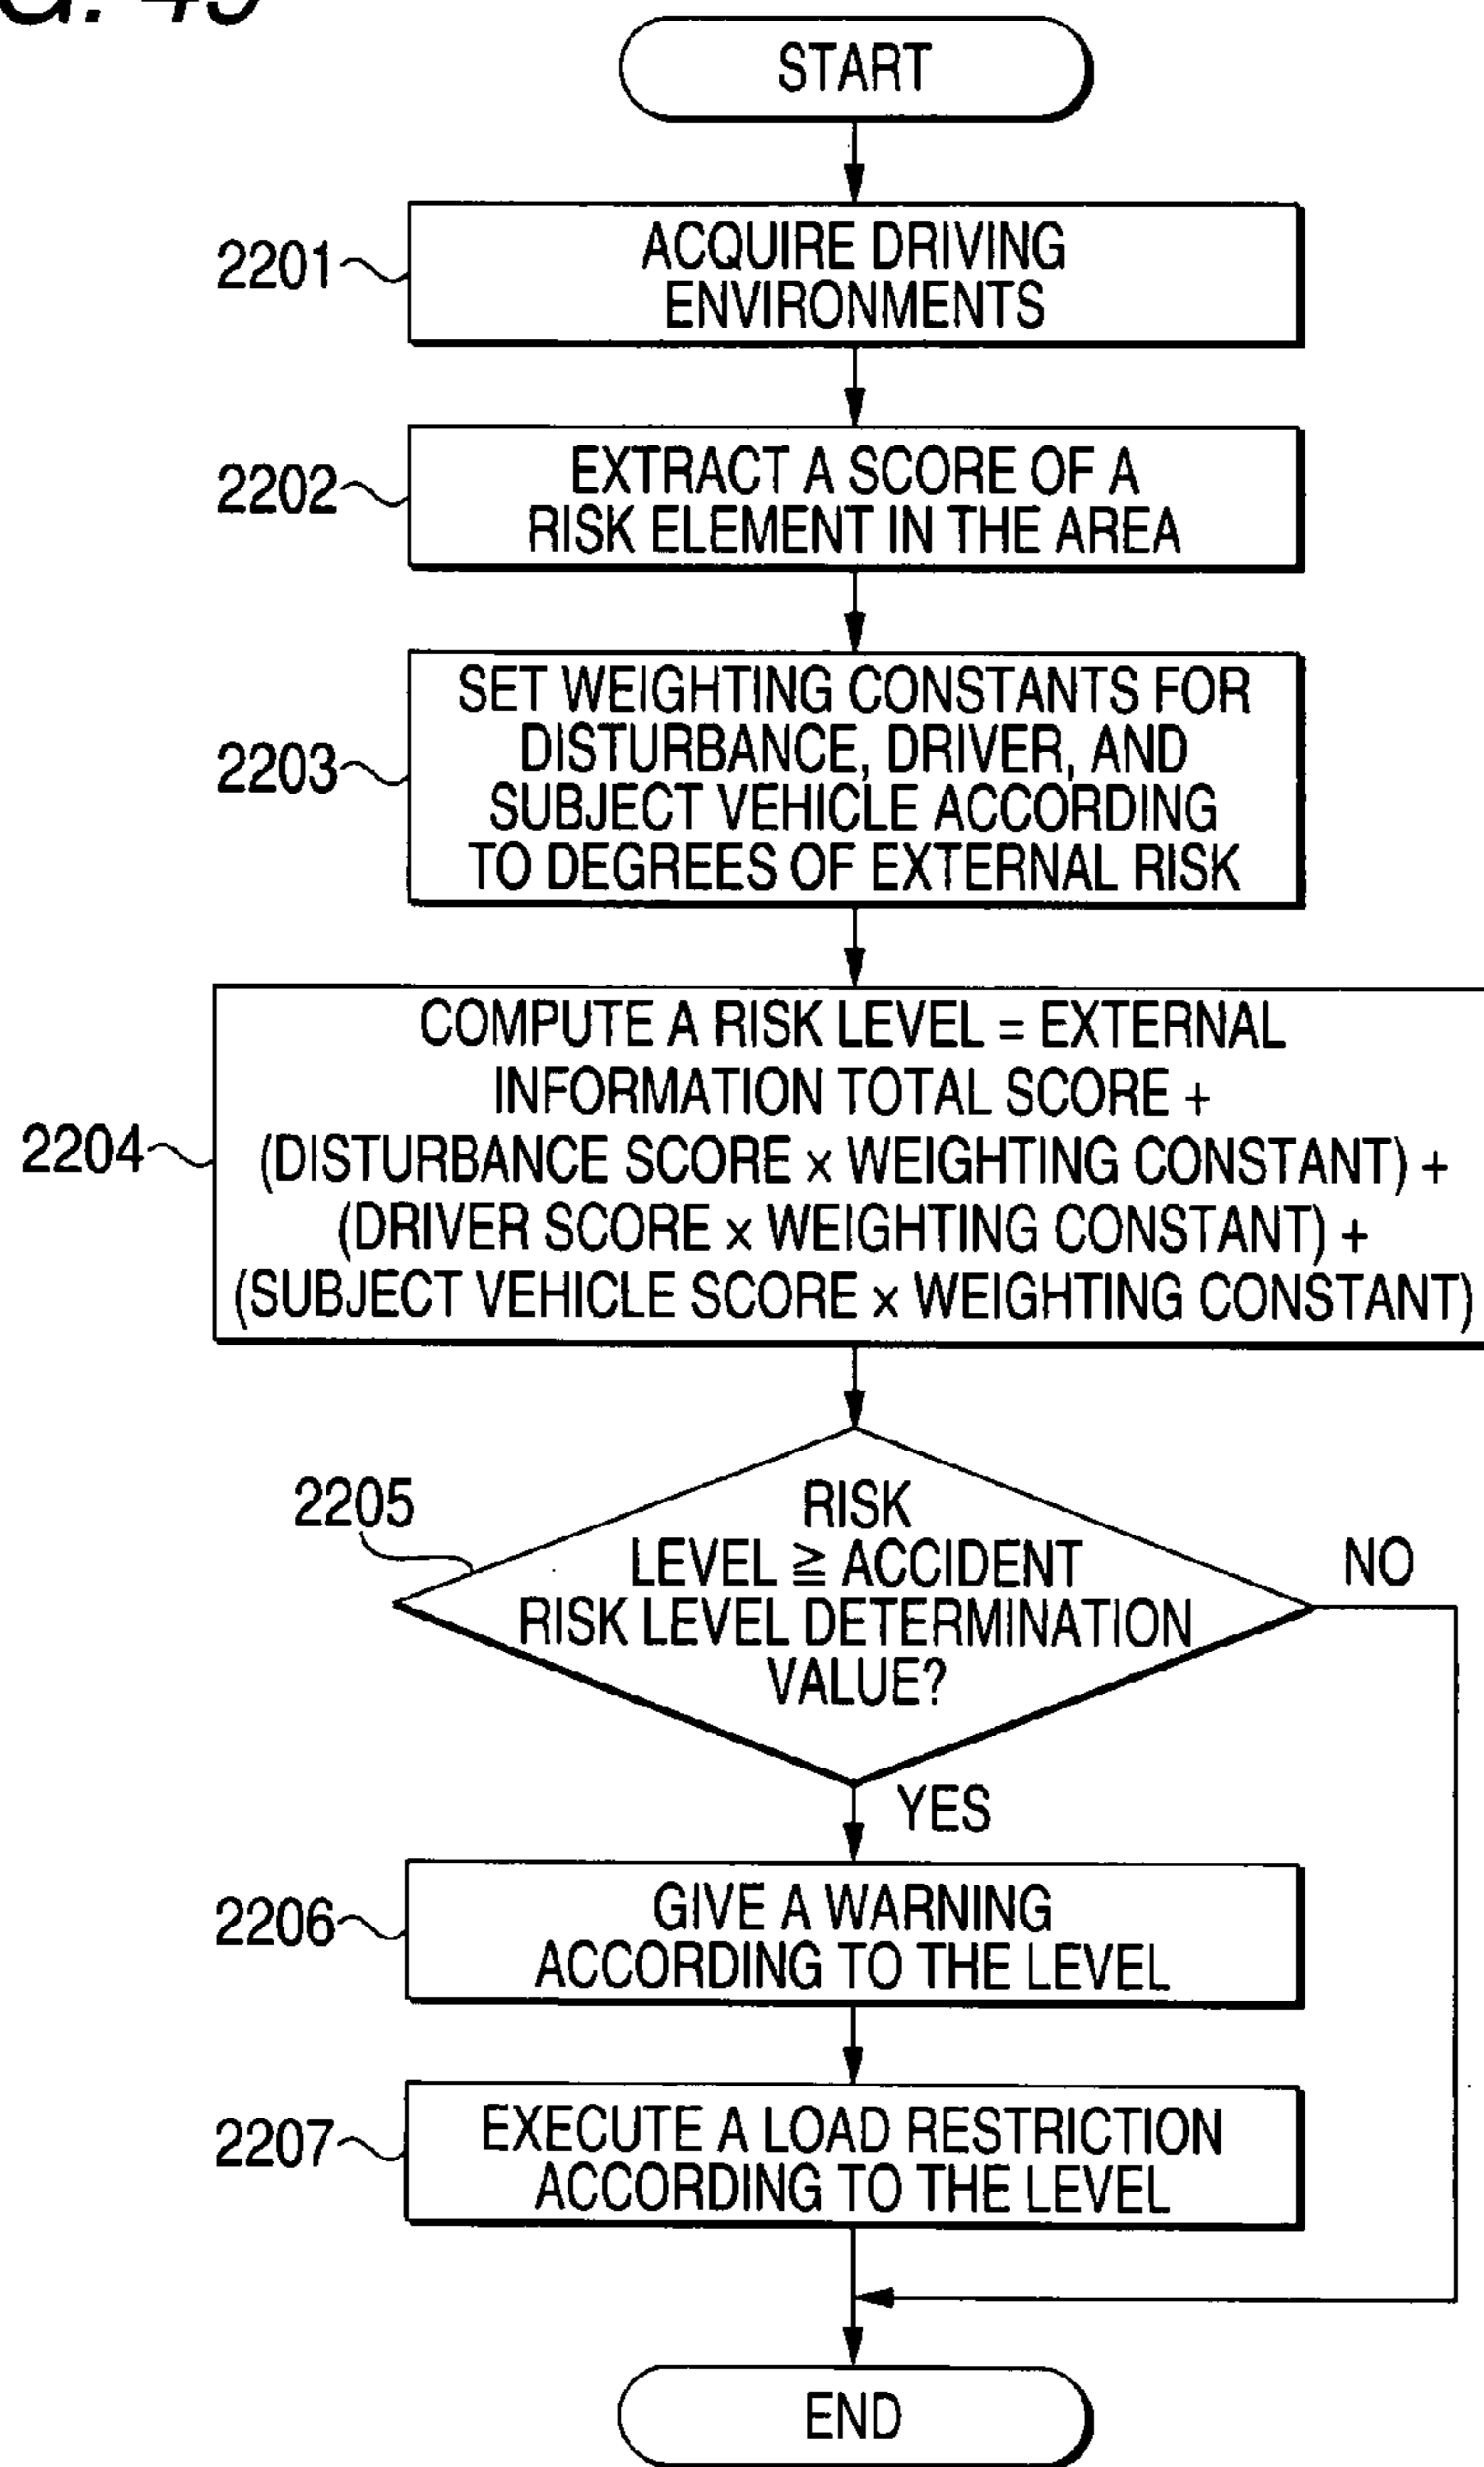 G. 49
START
2201
ACQUIRE DRIVING
ENVIRONMENTS
2202
EXTRACT A SCORE OF A
RISK ELEMENT IN THE AREA
2203
SET WEIGHTING CONSTANTS FOR
DISTURBANCE, DRIVER, AND
SUBJECT VEHICLE ACCORDING
TO DEGREES OF EXTERNAL RISK
2204
COMPUTE A RISK LEVEL = EXTERNAL
INFORMATION TOTAL SCORE +
(DISTURBANCE SCORE x WEIGHTING CONSTANT) +
(DRIVER SCORE x WEIGHTING CONSTANT) +
(SUBJECT VEHICLE SCORE x WEIGHTING CONSTANT)
2205
RISK
LEVEL ≧ ACCIDENT
RISK LEVEL DETERMINATION
VALUE?
NO
YES
2206
GIVE A WARNING
ACCORDING TO THE LEVEL
2207
EXECUTE A LOAD RESTRICTION
ACCORDING TO THE LEVEL
END